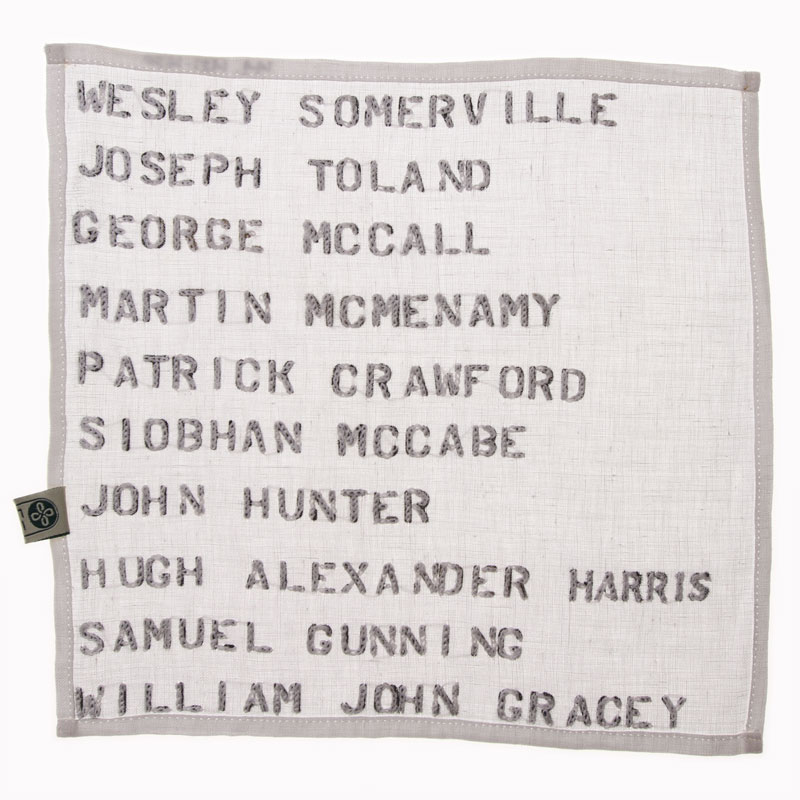 WESLEY SOMERVILLE
JOSEPH TOLAND
GEORGE MCCALL
MARTIN MCMENAMY
PATRICK CRAWFORD
SIOBHAN MCCABE
JOHN HUNTER
HUGH ALEXANDER HARRIS
SAMUEL GUNNING
WILLIAM JOHN GRACEY